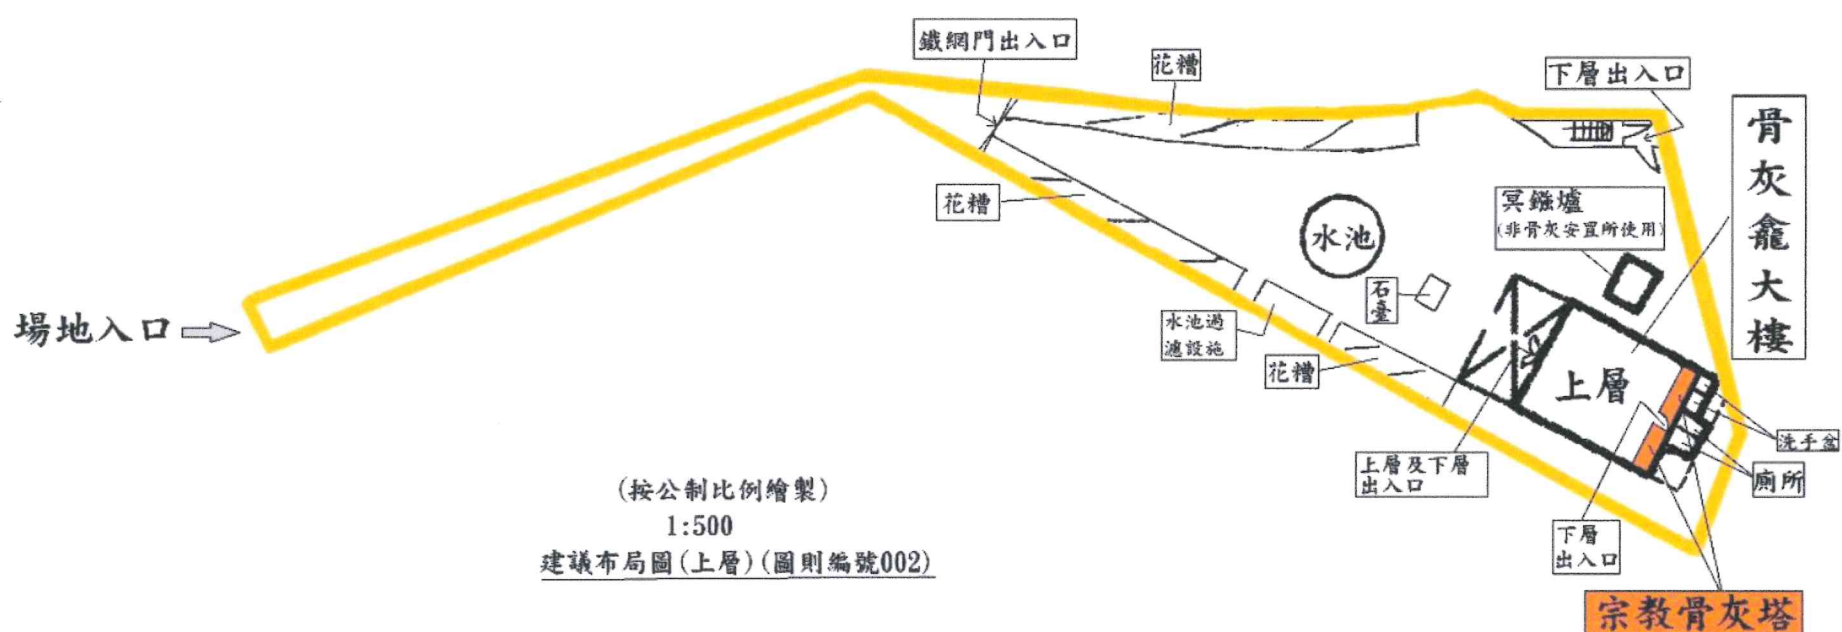 鐵網門出入口
花糟
下層出入口
骨灰龕大樓
花糟
冥鏹爐
(非骨灰安置所使用)
水池
石臺
場地入口
水池過
濾設施
花糟
上層
洗手盆
上層及下層
出入口
廁所
(按公制比例繪製)
1:500
建議布局圖(上層)(圖則編號002)
下層
出入口
宗教骨灰塔